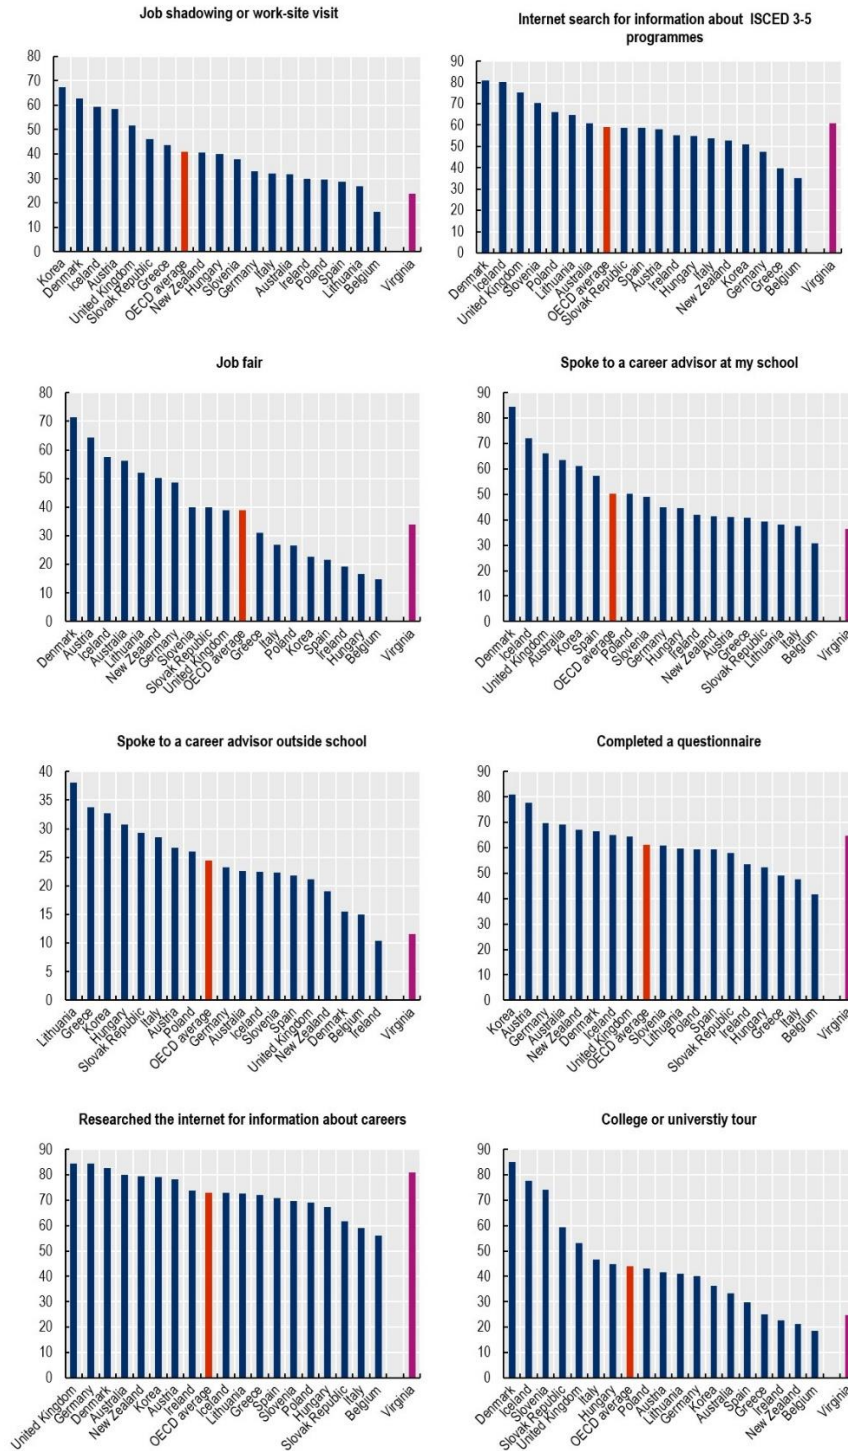 Job shadowing or work-site visit
80
70
60
50
40
30
20
10
0
Korea
Denmark
Iceland
Austria
United Kingdom
Slovak Republic
Greece
OECD average
New Zealand
Hungary
Slovenia
Germany
Italy
Australia
Ireland
Poland
Spain
Lithuania
Belgium
Virginia
Internet search for information about ISCED 3-5
programmes
90
80
70
60
50
40
30
20
10
0
Denmark
Iceland
United Kingdom
Slovenia
Poland
Lithuania
Australia
OECD average
Slovak Republic
Spain
Austria
Ireland
Hungary
Italy
New Zealand
Korea
Germany
Greece
Belgium
Virginia
Job fair
80
70
60
50
40
30
20
10
0
Denmark
Austria
Iceland
Australia
Lithuania
New Zealand
Germany
Slovenia
Slovak Republic
United Kingdom
OECD average
Greece
Italy
Poland
Korea
Spain
Ireland
Hungary
Belgium
Virginia
Spoke to a career advisor at my school
90
80
70
60
50
40
30
20
10
0
Denmark
Iceland
United Kingdom
Australia
Korea
Spain
OECD average
Poland
Slovenia
Germany
Hungary
Ireland
New Zealand
Austria
Greece
Slovak Republic
Lithuania
Italy
Belgium
Virginia
Spoke to a career advisor outside school
40
35
30
25
20
15
10
5
0
Lithuania
Greece
Korea
Hungary
Slovak Republic
Italy
Austria
Poland
OECD average
Germany
Australia
Iceland
Slovenia
Spain
United Kingdom
New Zealand
Denmark
Belgium
Ireland
Virginia
Completed a questionnaire
90
80
70
60
50
40
30
20
10
0
Korea
Austria
Germany
Australia
New Zealand
Denmark
Iceland
United Kingdom
OECD average
Slovenia
Lithuania
Poland
Spain
Slovak Republic
Ireland
Hungary
Greece
Italy
Belgium
Virginia
Researched the internet for information about careers
90
80
70
60
50
40
30
20
10
0
United Kingdom
Germany
Denmark
Australia
New Zealand
Korea
Austria
Ireland
OECD average
Iceland
Lithuania
Greece
Spain
Slovenia
Poland
Hungary
Slovak Republic
Italy
Belgium
Virginia
College or universtiy tour
90
80
70
60
50
40
30
20
10
0
Denmark
Iceland
Slovenia
Slovak Republic
United Kingdom
Italy
Hungary
OECD average
Poland
Austria
Lithuania
Germany
Korea
Australia
Spain
Greece
Ireland
New Zealand
Belgium
Virginia